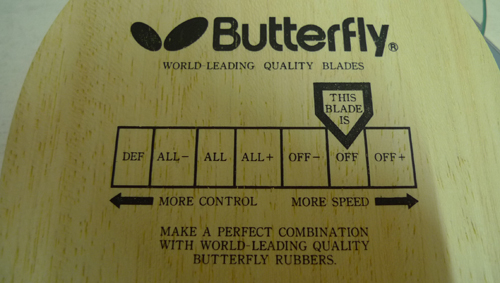 Butterfly®
WORLD-LEADING QUALITY BLADES
THIS
BLADE
IS
DEF ALL- ALL ALL+ OFF- OFF OFF+
MORE CONTROL MORE SPEED
MAKE A PERFECT COMBINATION
WITH WORLD-LEADING QUALITY
BUTTERFLY RUBBERS.